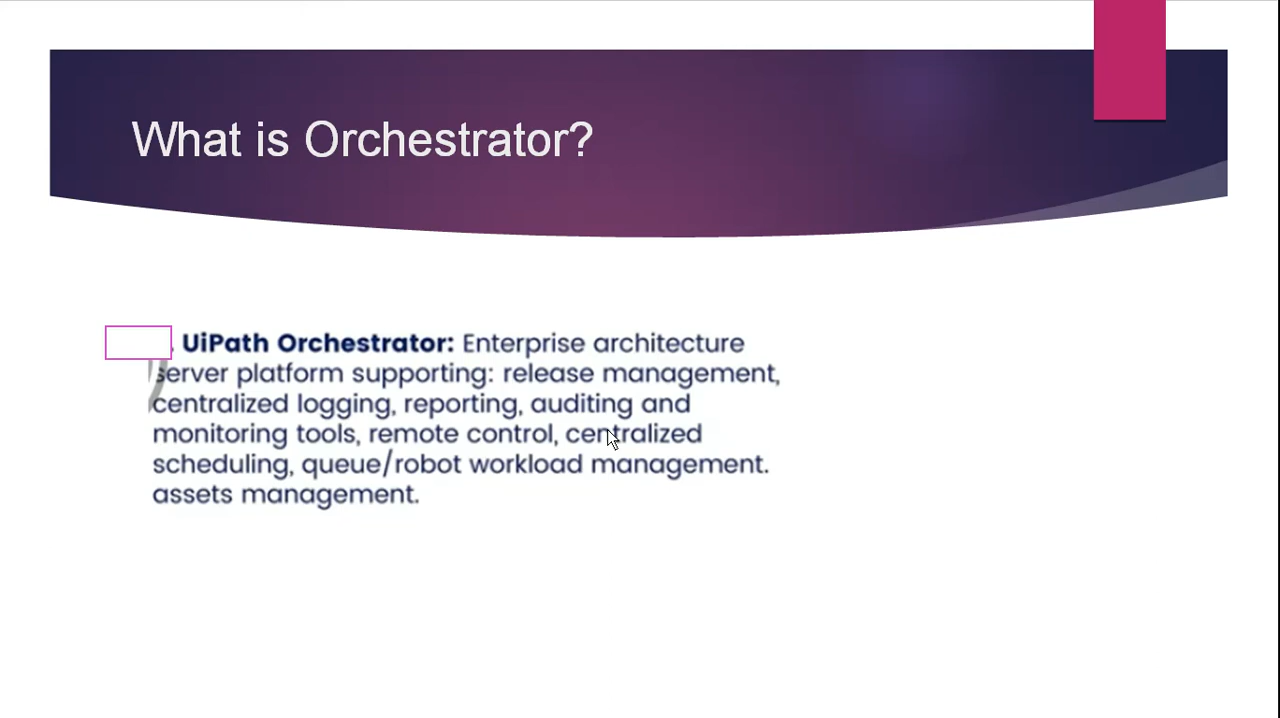 What is Orchestrator?
UiPath Orchestrator: Enterprise architecture
server platform supporting: release management,
centralized logging, reporting, auditing and
monitoring tools, remote control, centralized
scheduling, queue/robot workload management.
assets management.